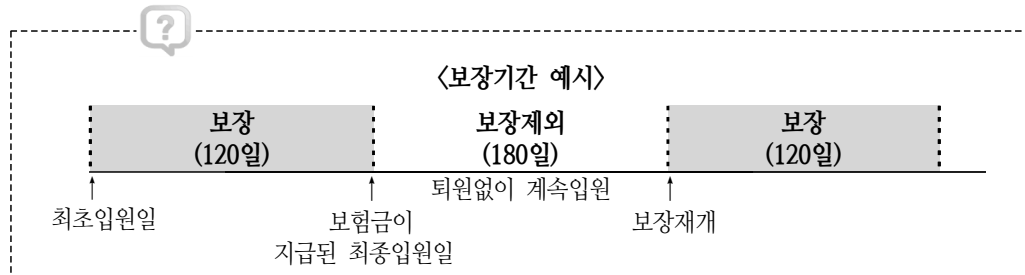 ?
<보장기간 예시>
보장 보장제외 보장
(120일) (180일) (120일)
퇴원없이 계속입원
최초입원일 보험금이 보장재개
지급된 최종입원일